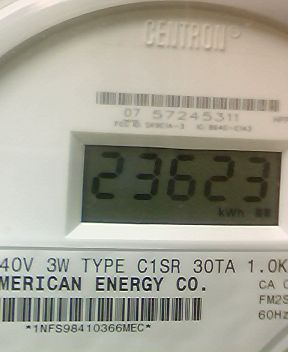 CENTRON®
07 57245311
23623
kWh
40V 3W TYPE C1SR 30TA 1.0K
MERICAN ENERGY CO.
CA
FM2S
60Hz
*1NFS98410366MEC*